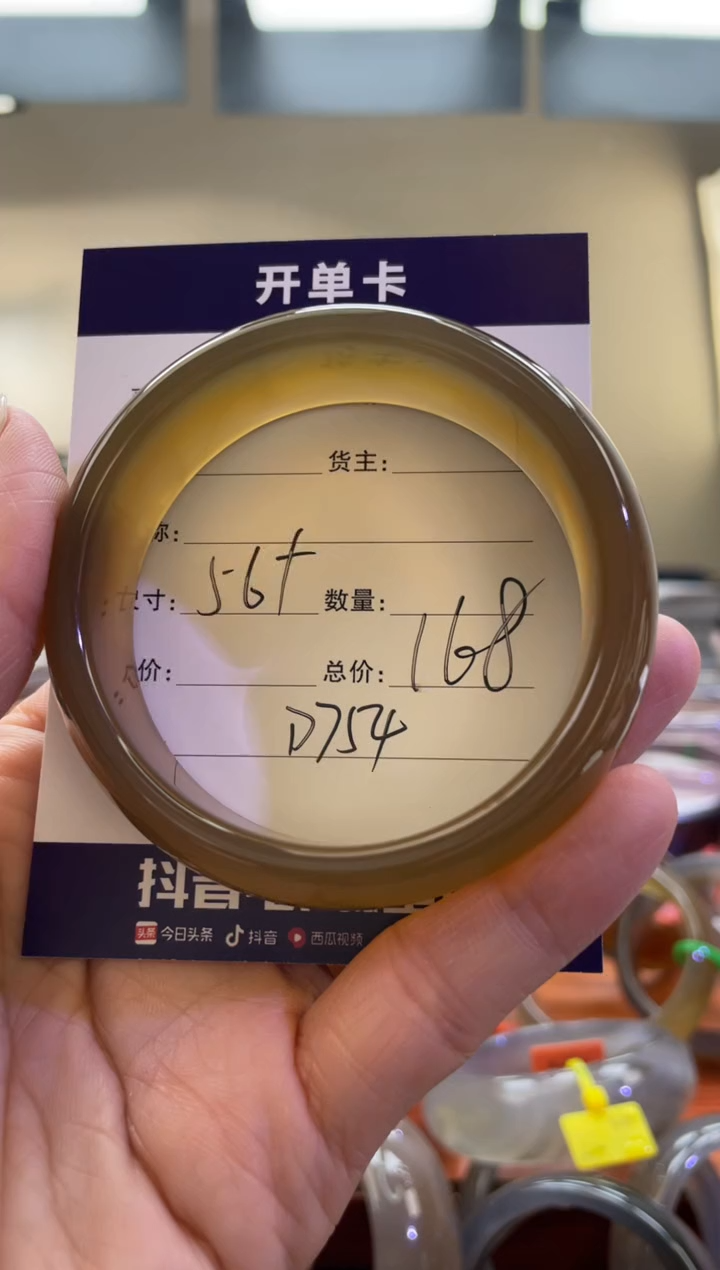 开单卡
货主:
称:
尺寸: 56+ 数量:
价: 总价: 168
D754
抖音
头条 今日头条 抖音 西瓜视频